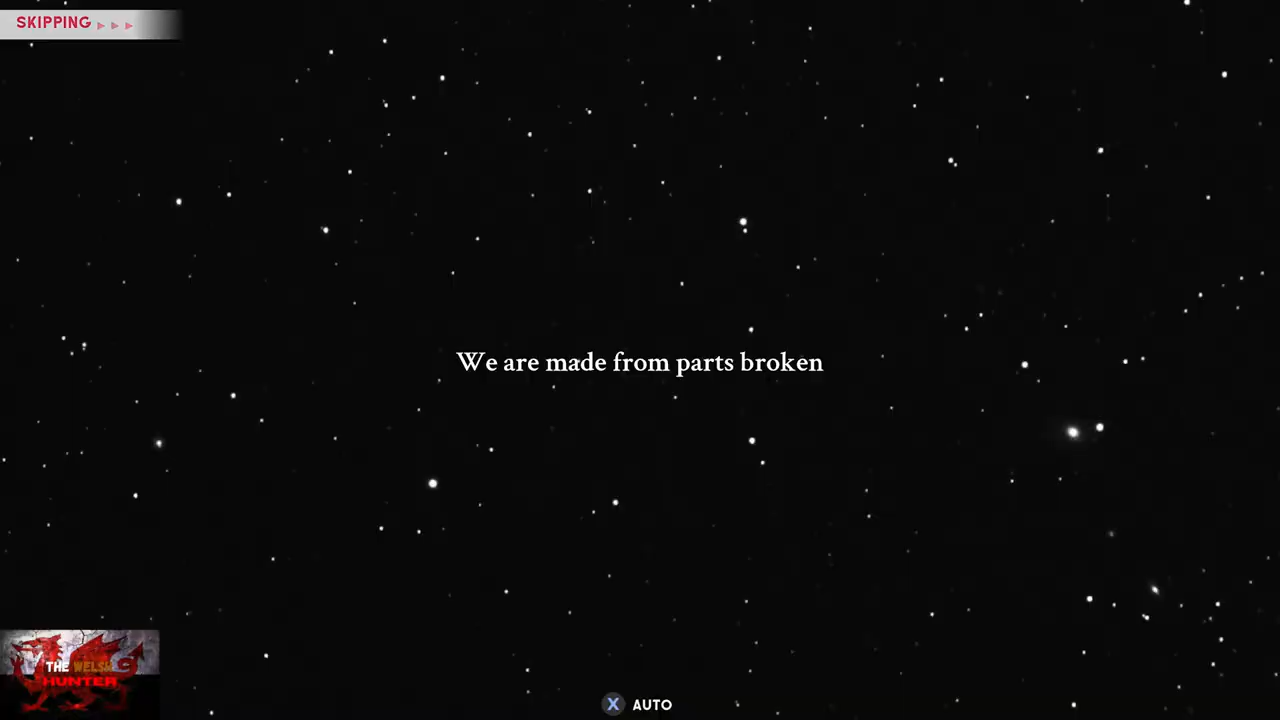 SKIPPING
We are made from parts broken
THE WELSH
HUNTER
X AUTO